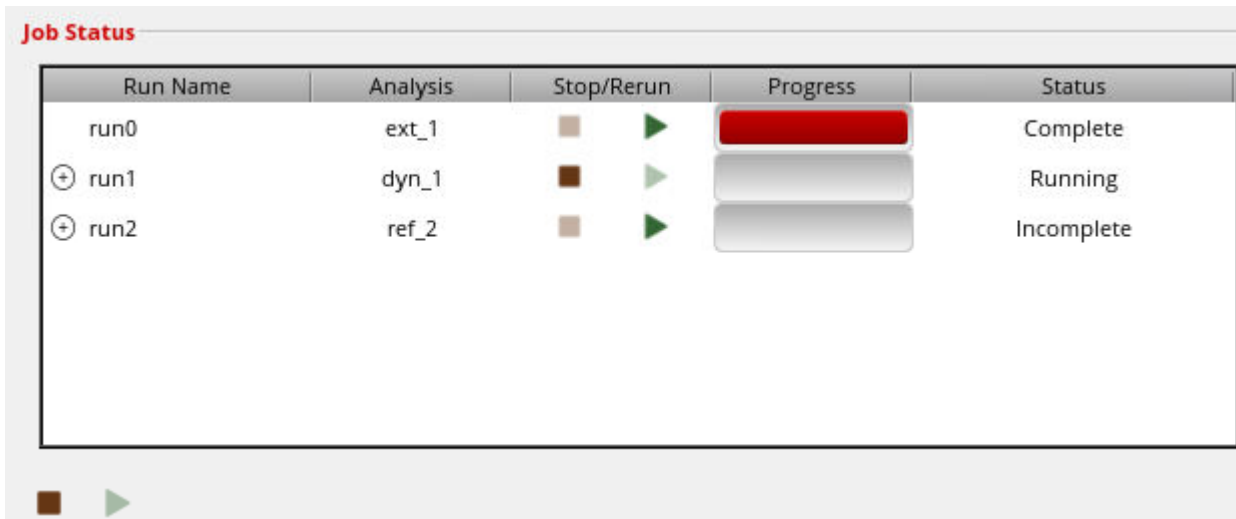 Job Status
Run Name Analysis Stop/Rerun Progress Status
run0 ext_1 Complete
run1 dyn_1 Running
run2 ref_2 Incomplete